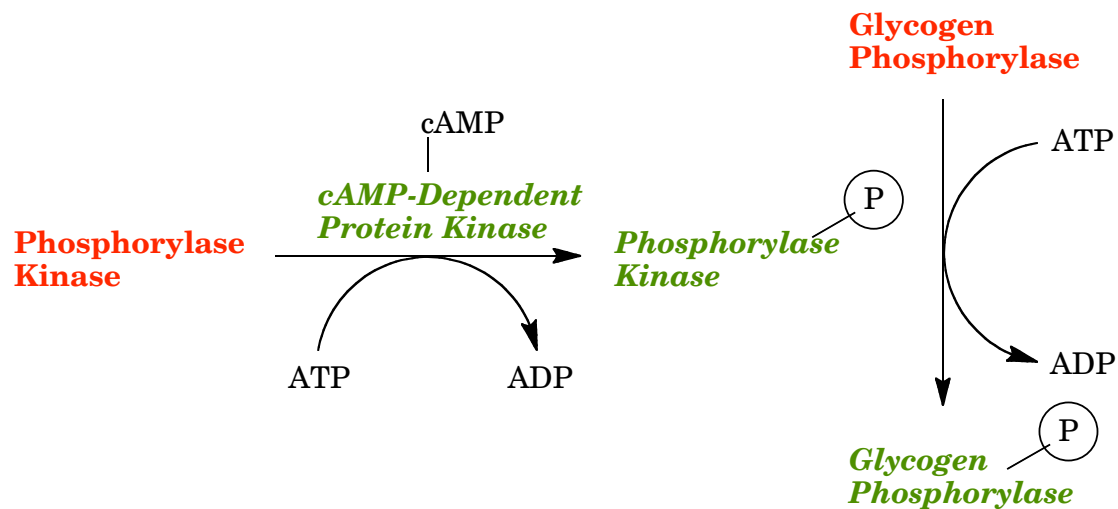 Glycogen
Phosphorylase
cAMP
ATP
cAMP-Dependent
Protein Kinase
P
Phosphorylase
Kinase
Phosphorylase
Kinase
ATP
ADP
ADP
P
Glycogen
Phosphorylase